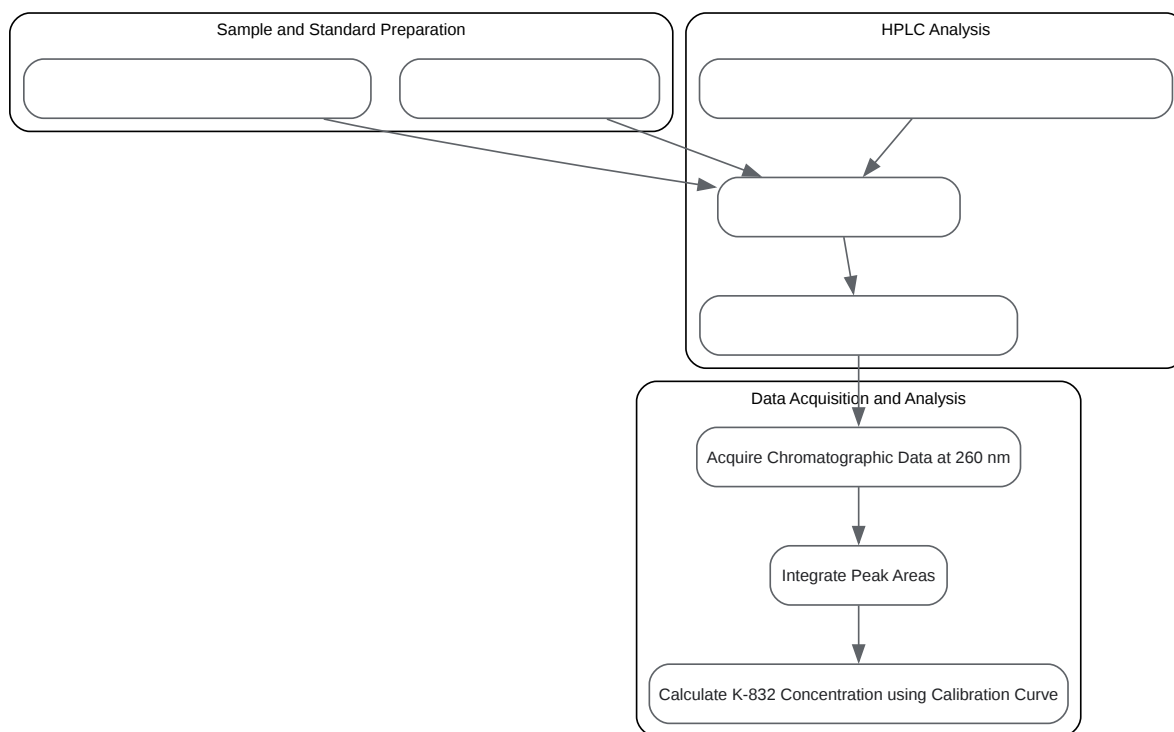 Sample and Standard Preparation
HPLC Analysis
Data Acquisition and Analysis
Acquire Chromatographic Data at 260 nm
Integrate Peak Areas
Calculate K-832 Concentration using Calibration Curve